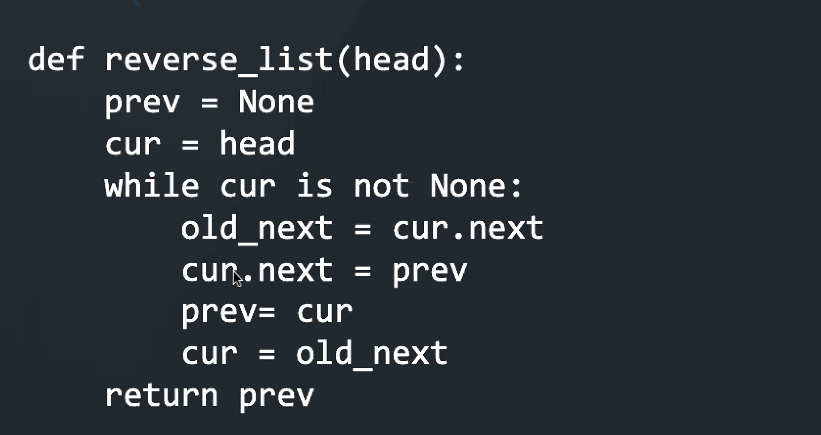 def reverse_list(head):
    prev = None
    cur = head
    while cur is not None:
        old_next = cur.next
        cur.next = prev
        prev= cur
        cur = old_next
    return prev